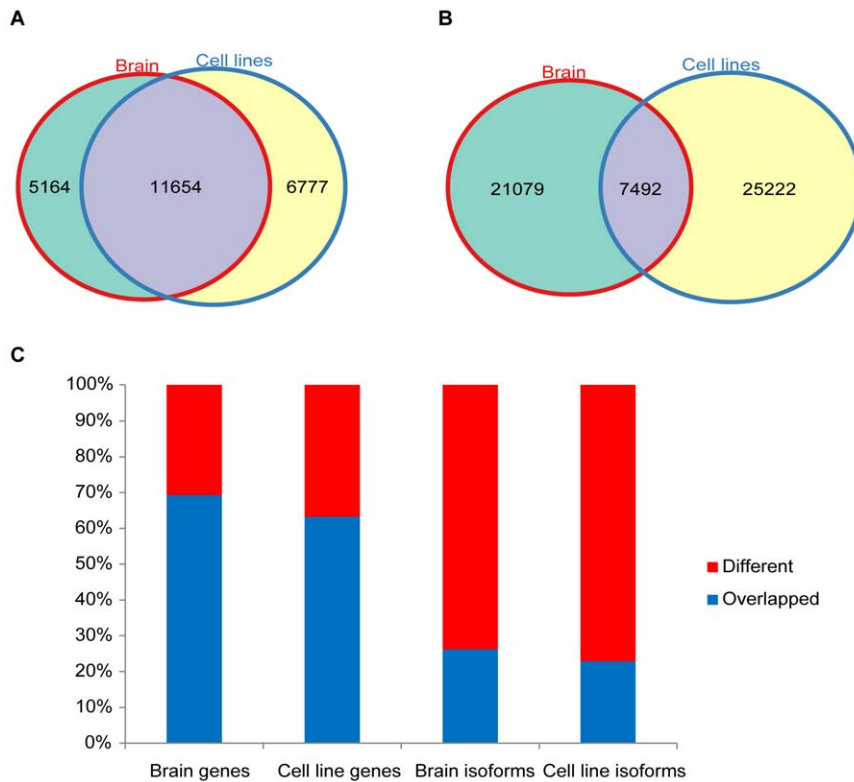 A
B
Brain
Cell lines
5164
11654
6777
Brain
Cell lines
21079
7492
25222
C
100%
90%
80%
70%
60%
50%
40%
30%
20%
10%
0%
Different
Overlapped
Brain genes
Cell line genes
Brain isoforms
Cell line isoforms